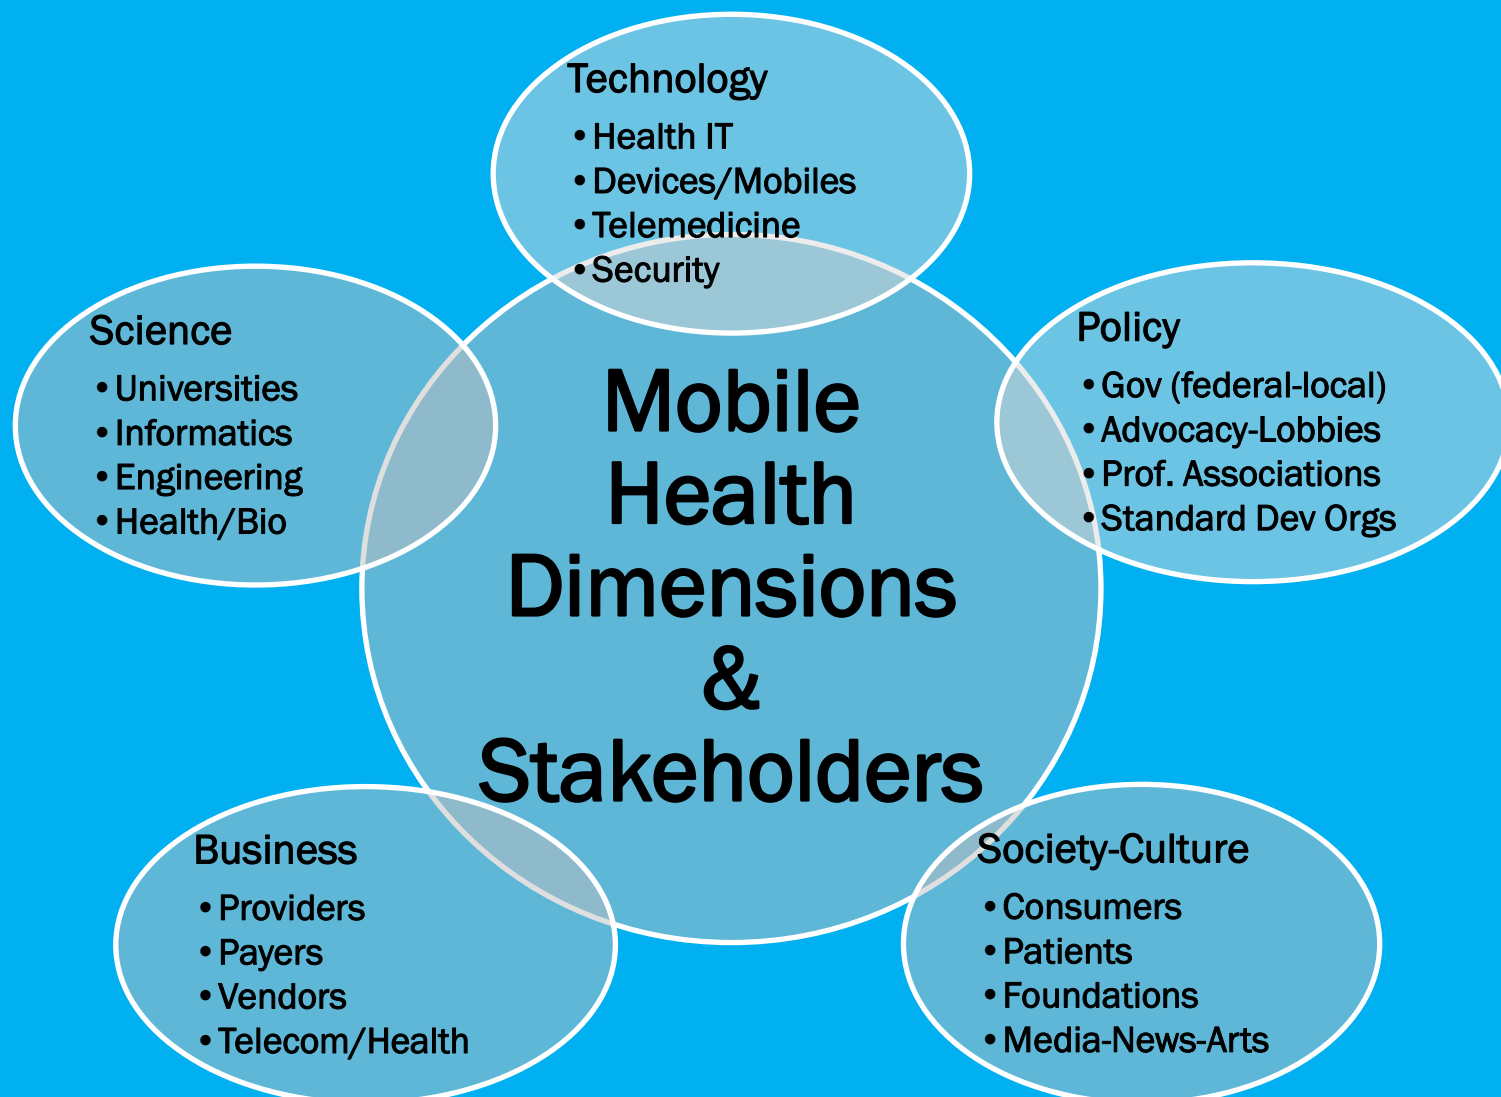 Technology
•Health IT
•Devices/Mobiles
•Telemedicine
•Security
Policy
•Gov (federal-local)
•Advocacy-Lobbies
•Prof. Associations
•Standard Dev Orgs
Society-Culture
•Consumers
•Patients
•Foundations
•Media-News-Arts
Business
•Providers
•Payers
•Vendors
•Telecom/Health
Science
•Universities
•Informatics
•Engineering
•Health/Bio
Mobile
Health
Dimensions
&
Stakeholders